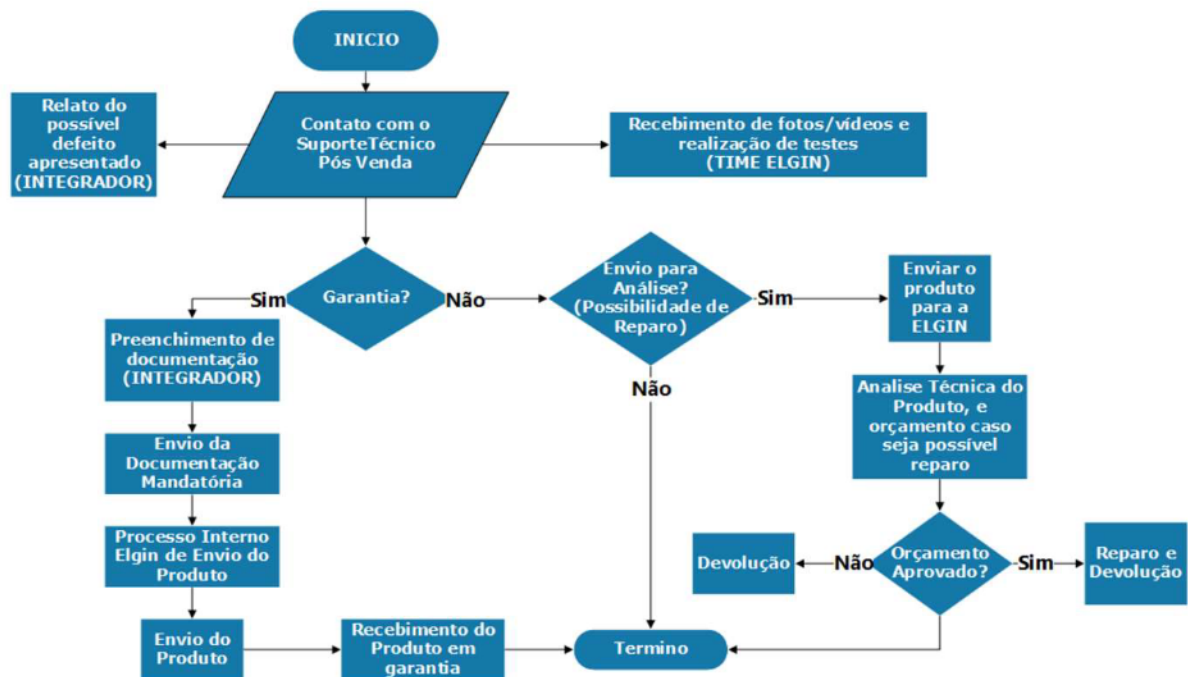 INICIO
Relato do
possível
defeito
apresentado
(INTEGRADOR)
Contato com o
SuporteTécnico
Pós Venda
Recebimento de fotos/vídeos e
realização de testes
(TIME ELGIN)
Sim
Garantia?
Não
Envio para
Análise?
(Possibilidade de
Reparo)
Sim
Enviar o
produto
para a
ELGIN
Preenchimento de
documentação
(INTEGRADOR)
Não
Analise Técnica do
Produto, e
orçamento caso
seja possível
reparo
Envio da
Documentação
Mandatória
Processo Interno
Elgin de Envio do
Produto
Devolução
Não
Orçamento
Aprovado?
Sim
Reparo e
Devolução
Envio do
Produto
Recebimento do
Produto em
garantia
Termino